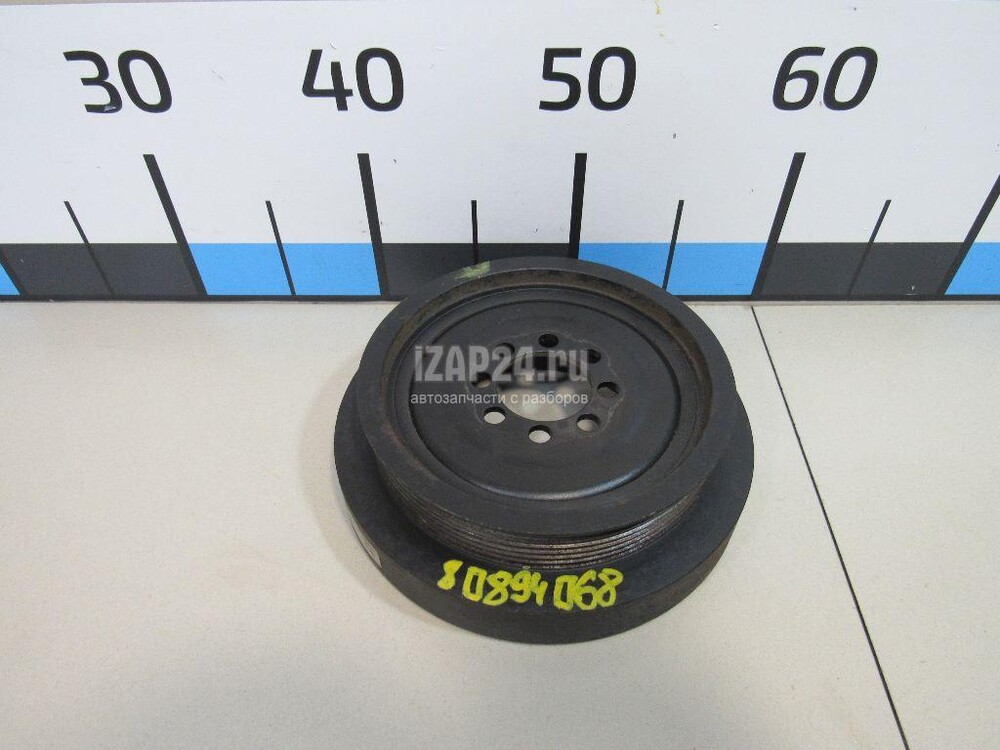 30 40 50 60
iZAP24.ru
автозапчасти с разборов
80894068